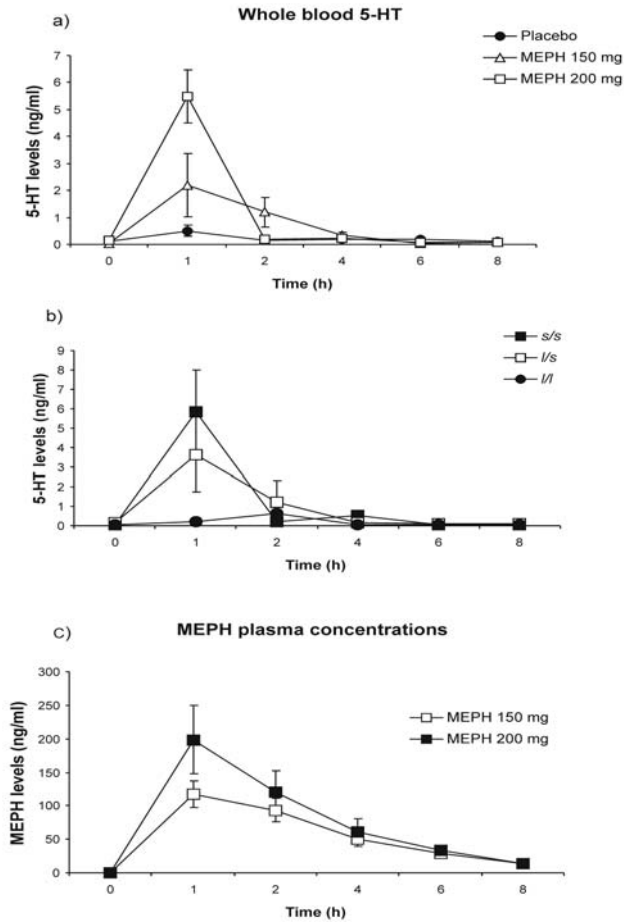 Whole blood 5-HT
a)
Placebo
MEPH 150 mg
MEPH 200 mg
5-HT levels (ng/ml)
7
6
5
4
3
2
1
0
0 1 2 4 6 8
Time (h)
b)
s/s
l/s
l/l
5-HT levels (ng/ml)
9
8
7
6
5
4
3
2
1
0
0 1 2 4 6 8
Time (h)
c)
MEPH plasma concentrations
MEPH 150 mg
MEPH 200 mg
MEPH levels (ng/ml)
300
250
200
150
100
50
0
0 1 2 4 6 8
Time (h)